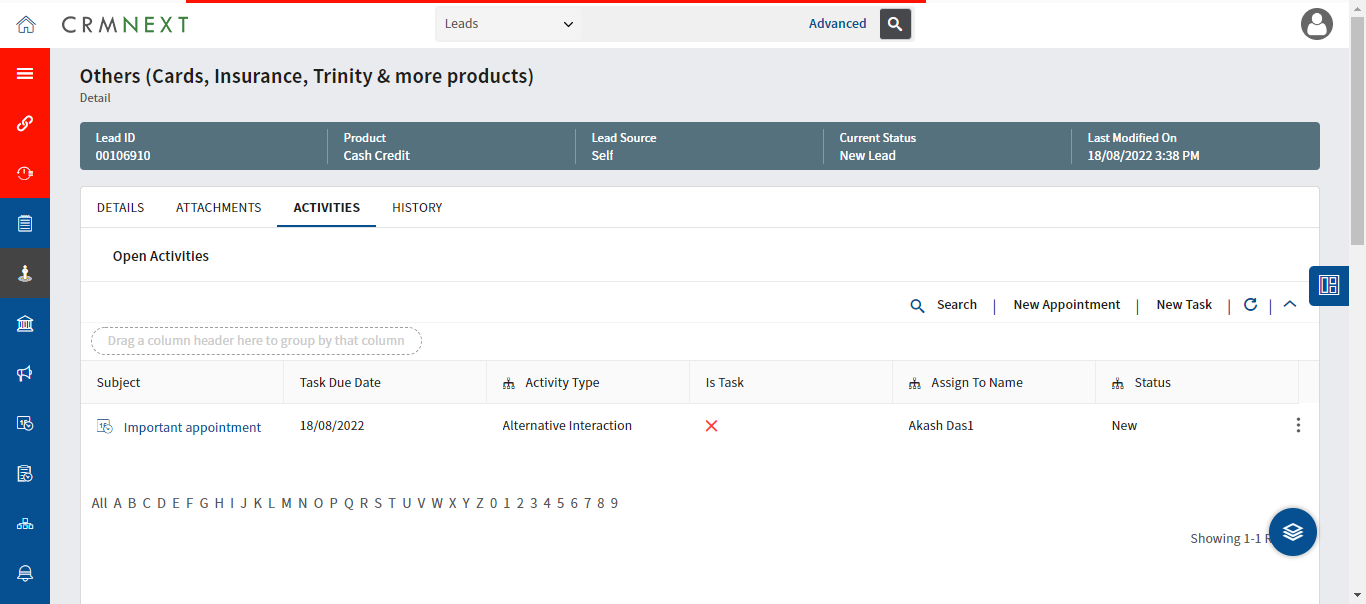 CRMNEXT
Leads
Advanced
Others (Cards, Insurance, Trinity & more products)
Detail
Lead ID
00106910
Product
Cash Credit
Lead Source
Self
Current Status
New Lead
Last Modified On
18/08/2022 3:38 PM
DETAILS ATTACHMENTS ACTIVITIES HISTORY
Open Activities
Search | New Appointment | New Task | |
Drag a column header here to group by that column
Subject Task Due Date Activity Type Is Task Assign To Name Status
Important appointment 18/08/2022 Alternative Interaction Akash Das1 New
All A B C D E F G H I J K L M N O P Q R S T U V W X Y Z 0 1 2 3 4 5 6 7 8 9
Showing 1-1